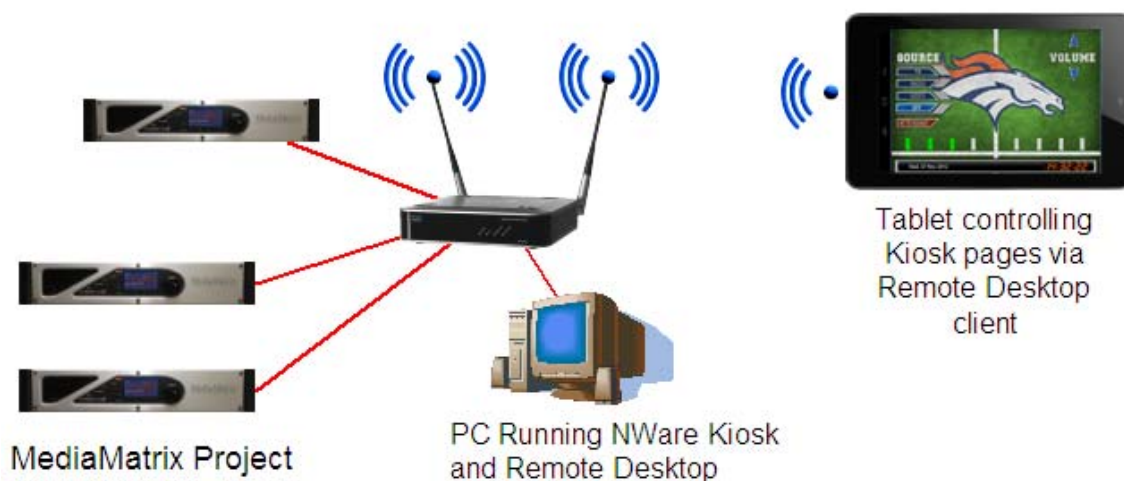 SOURCE
VOLUME
Tablet controlling
Kiosk pages via
Remote Desktop
client
MediaMatrix Project
PC Running NWare Kiosk
and Remote Desktop